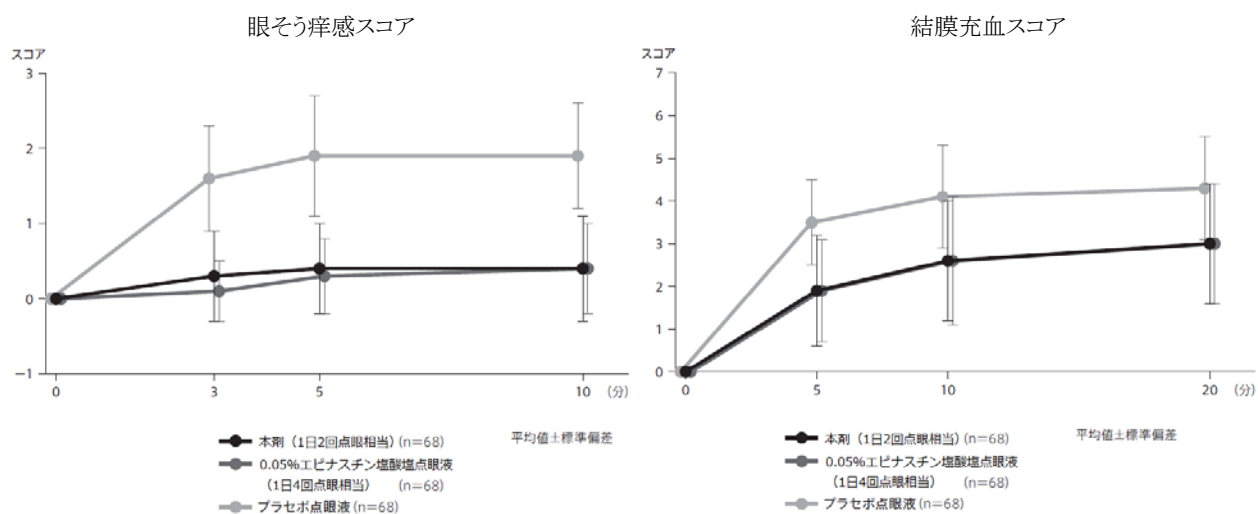 眼そう痒感スコア
スコア
3
2
1
0
−1
0
3
5
10
(分)
本剤（1日2回点眼相当）(n=68)
平均値±標準偏差
0.05%エピナスチン塩酸塩点眼液
（1日4回点眼相当） (n=68)
プラセボ点眼液(n=68)
結膜充血スコア
スコア
7
6
5
4
3
2
1
0
0
5
10
20
(分)
本剤（1日2回点眼相当）(n=68)
平均値±標準偏差
0.05%エピナスチン塩酸塩点眼液
（1日4回点眼相当） (n=68)
プラセボ点眼液(n=68)